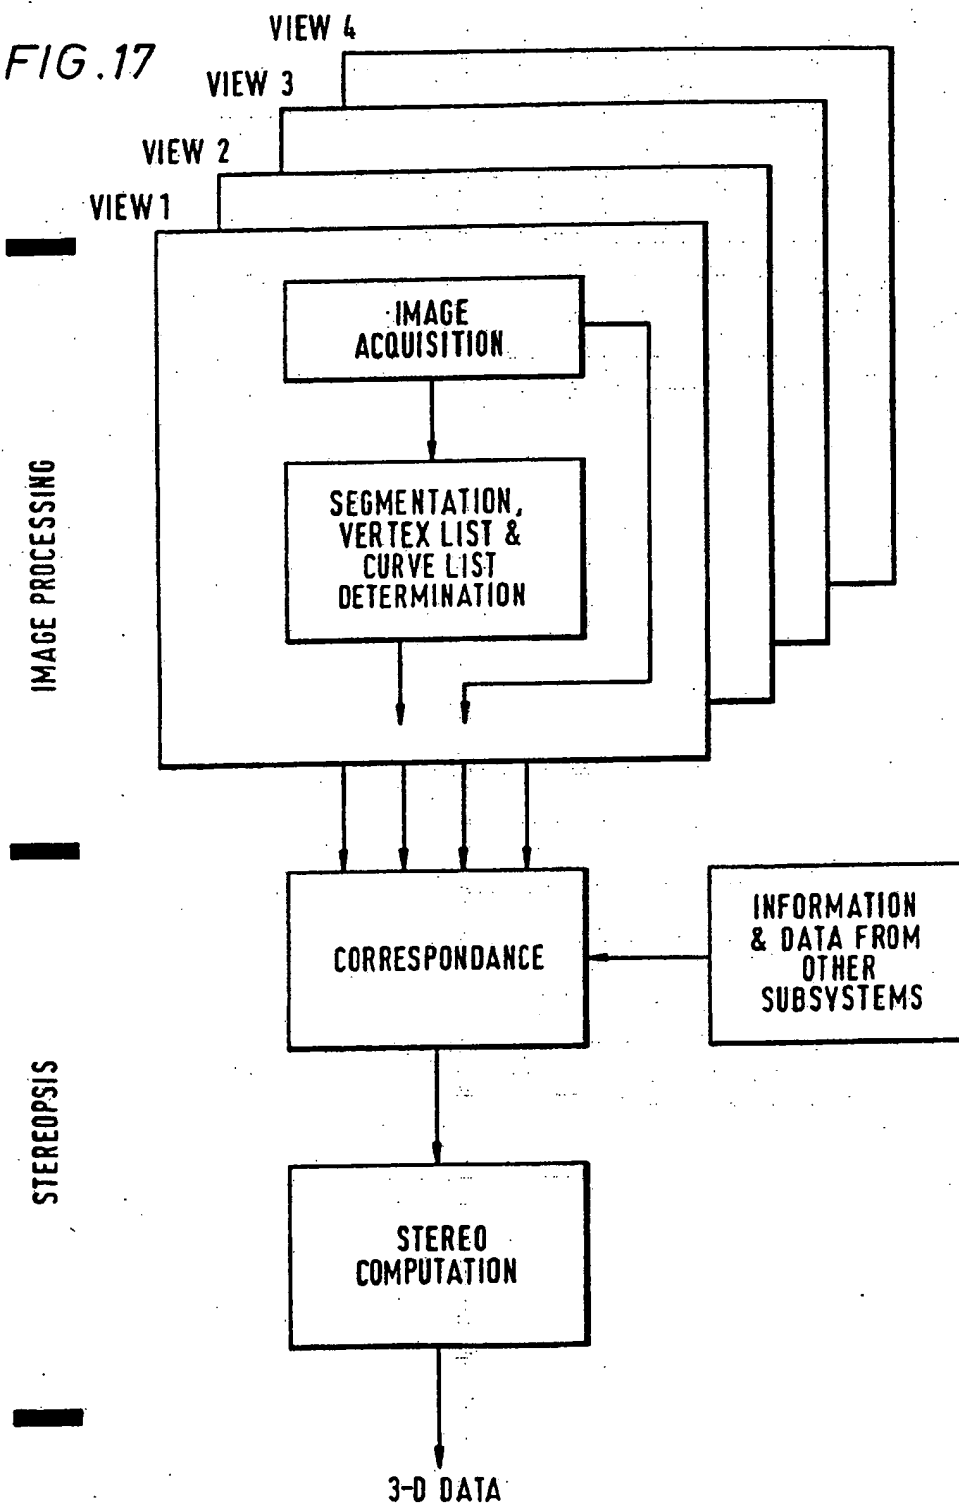 FIG.17
VIEW 4
VIEW 3
VIEW 2
VIEW 1
IMAGE PROCESSING
IMAGE
ACQUISITION
SEGMENTATION,
VERTEX LIST &
CURVE LIST
DETERMINATION
STEREOPSIS
CORRESPONDANCE
INFORMATION
& DATA FROM
OTHER
SUBSYSTEMS
STEREO
COMPUTATION
3-D DATA